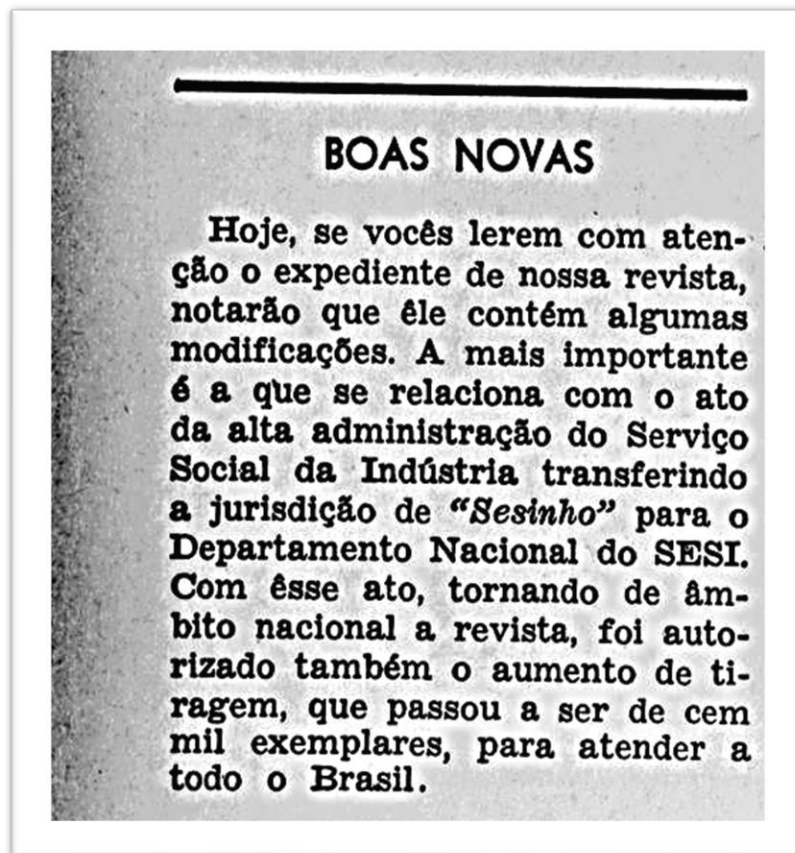 BOAS NOVAS
Hoje, se vocês lerem com aten-
ção o expediente de nossa revista,
notarão que êle contém algumas
modificações. A mais importante
é a que se relaciona com o ato
da alta administração do Serviço
Social da Indústria transferindo
a jurisdição de “Sesinho” para o
Departamento Nacional do SESI.
Com êsse ato, tornando de âm-
bito nacional a revista, foi auto-
rizado também o aumento de ti-
ragem, que passou a ser de cem
mil exemplares, para atender a
todo o Brasil.